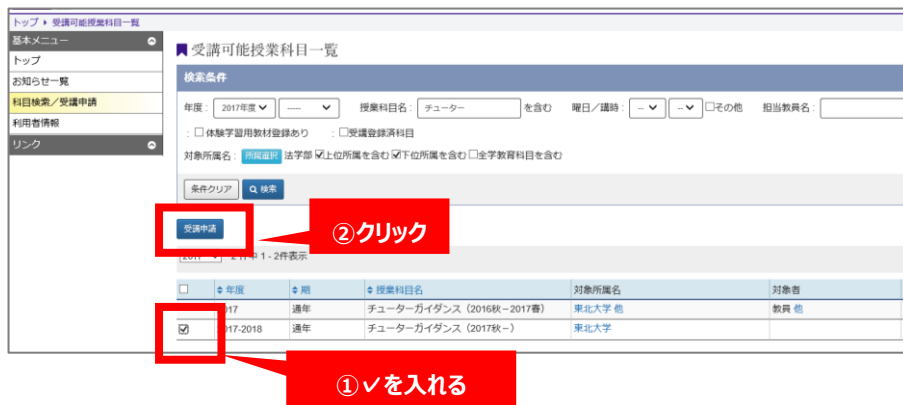 トップ ▸ 受講可能授業科目一覧
基本メニュー
トップ
お知らせ一覧
科目検索／受講申請
利用者情報
リンク
受講可能授業科目一覧
検索条件
年度： 2017年度 ---- 授業科目名： チューター を含む 曜日／講時： -- -- その他 担当教員名：
： 体験学習用教材登録あり ： 受講登録済科目
対象所属名： 所属選択 法学部 上位所属を含む 下位所属を含む 全学教育科目を含む
条件クリア 検索
受講申請
②クリック
1 - 2件表示
年度 期 授業科目名 対象所属名 対象者
017 通年 チューターガイダンス（2016秋－2017春） 東北大学 他 教員 他
017-2018 通年 チューターガイダンス（2017秋－） 東北大学
①✓を入れる